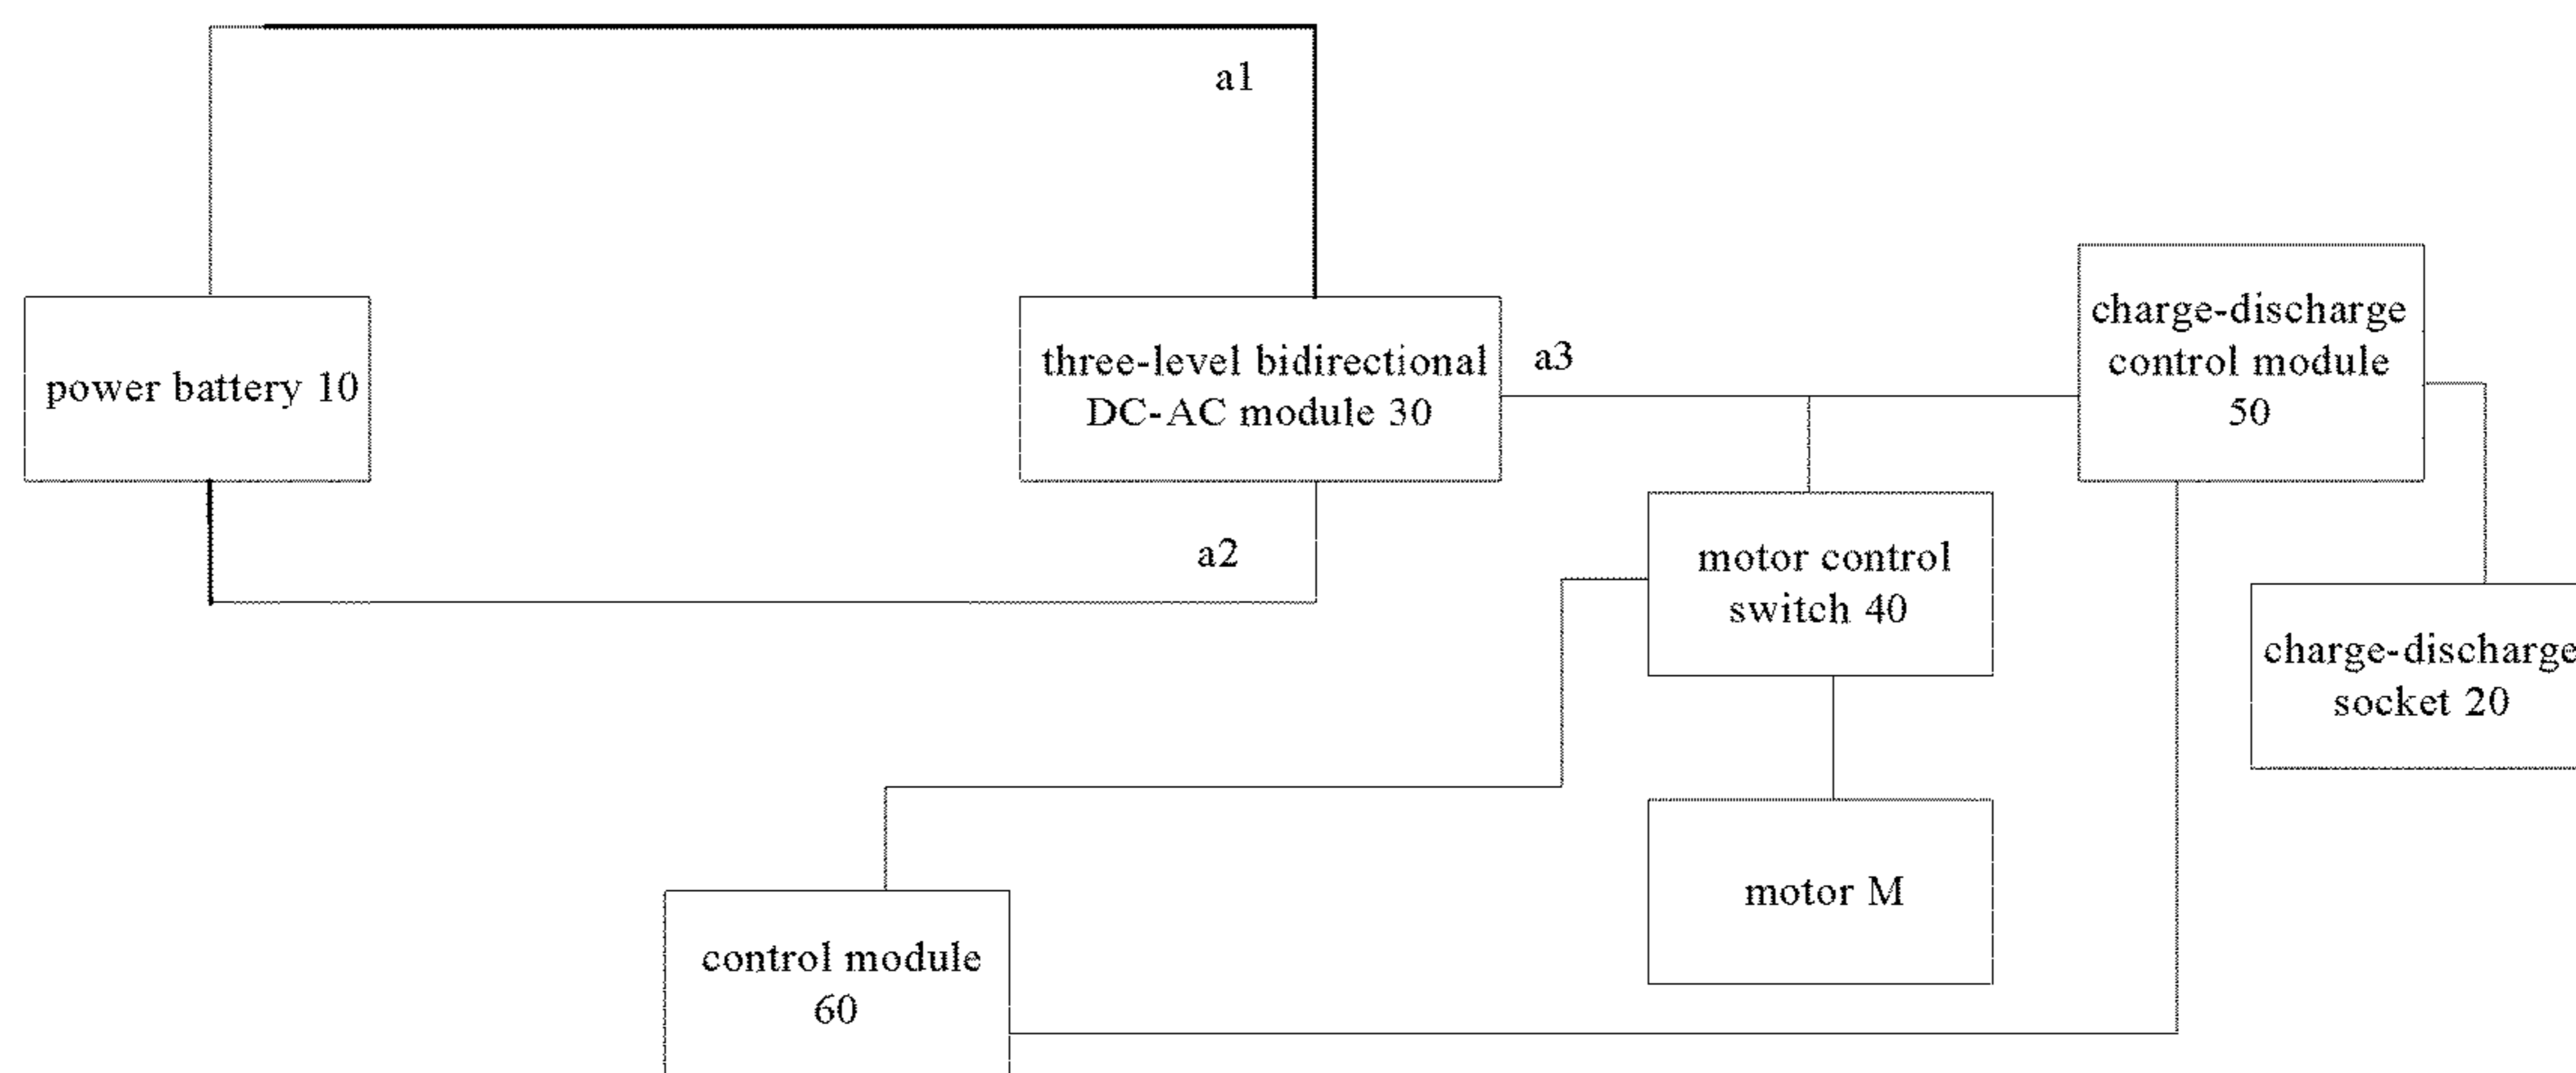 a1
power battery 10
three-level bidirectional
DC-AC module 30
a3
charge-discharge
control module
50
a2
motor control
switch 40
charge-discharge
socket 20
motor M
control module
60